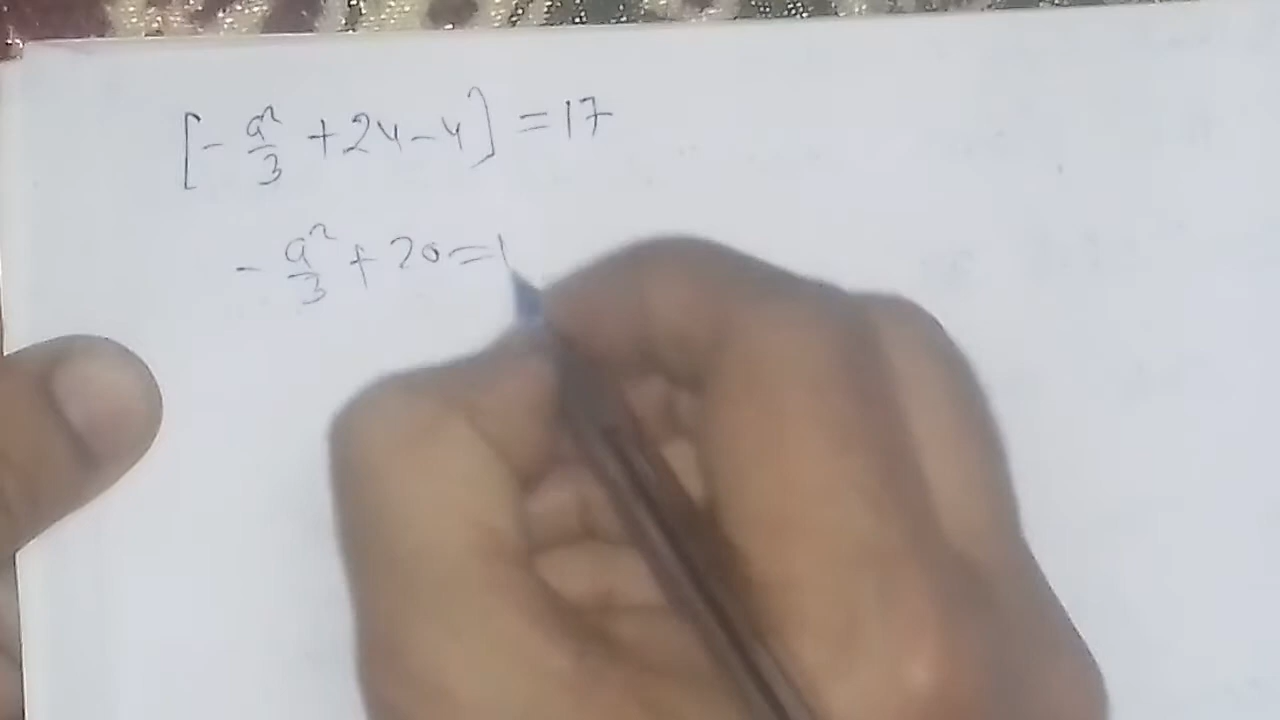 [-a²/3 + 24 - 4] = 17
-a²/3 + 20 = 1